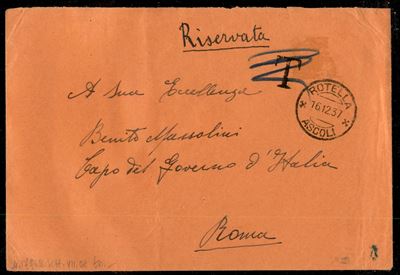 Riservata
T
ROTELLA
16.12.37
ASCOLI
A Sua Eccellenza
Benito Mussolini
Capo del Governo d'Italia
Roma